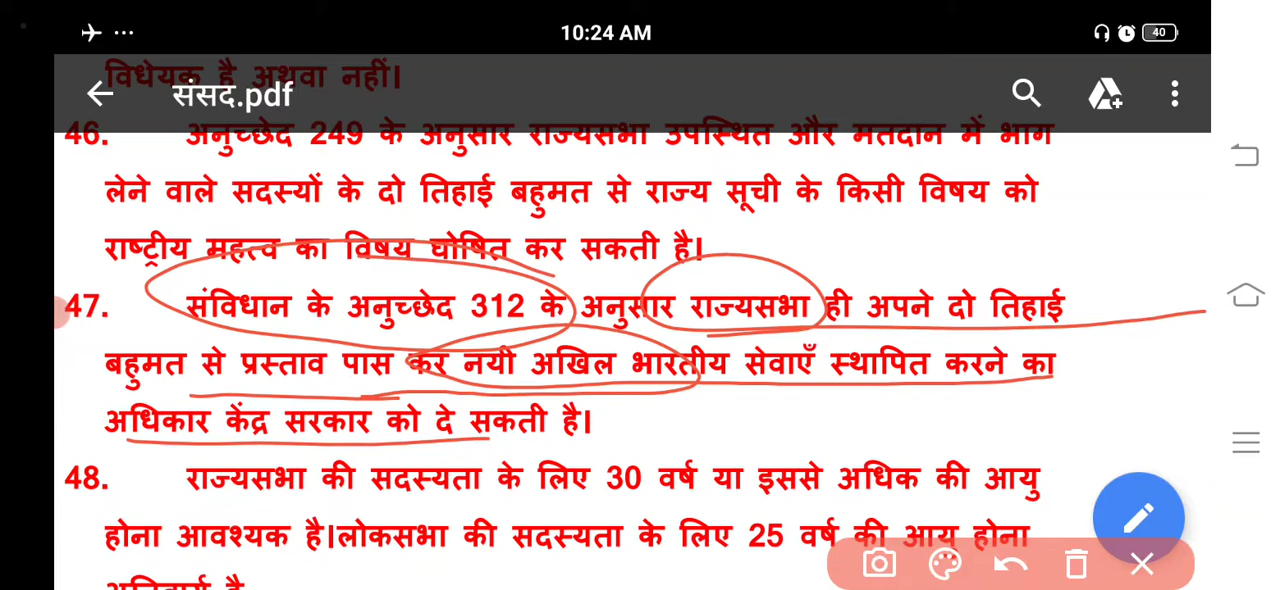 10:24 AM
40
विधेयक है अथवा नहीं।
संसद.pdf
46. अनुच्छेद 249 के अनुसार राज्यसभा उपस्थित और मतदान में भाग
लेने वाले सदस्यों के दो तिहाई बहुमत से राज्य सूची के किसी विषय को
राष्ट्रीय महत्व का विषय घोषित कर सकती है।
47. संविधान के अनुच्छेद 312 के अनुसार राज्यसभा ही अपने दो तिहाई
बहुमत से प्रस्ताव पास कर नयी अखिल भारतीय सेवाएँ स्थापित करने का
अधिकार केंद्र सरकार को दे सकती है।
48. राज्यसभा की सदस्यता के लिए 30 वर्ष या इससे अधिक की आयु
होना आवश्यक है।लोकसभा की सदस्यता के लिए 25 वर्ष की आयु होना
अनिवार्य है